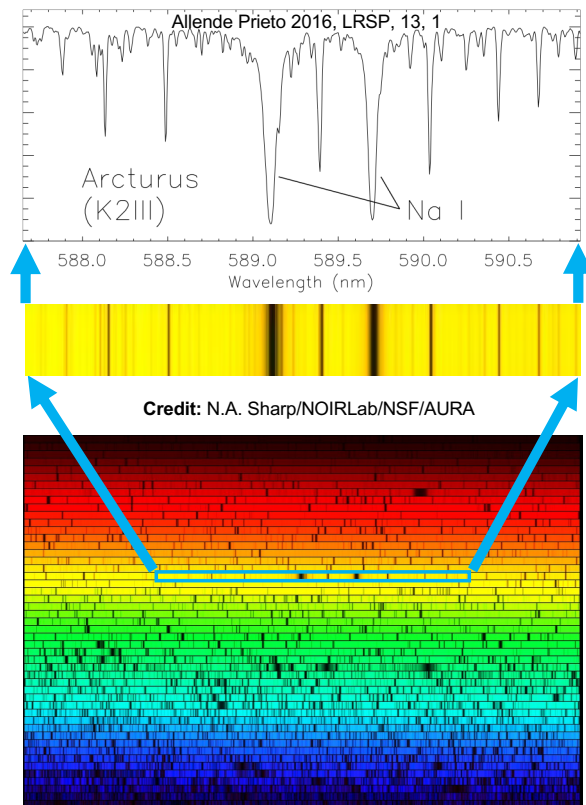 Allende Prieto 2016, LRSP, 13, 1
Arcturus
(K2III)
Na I
588.0 588.5 589.0 589.5 590.0 590.5
Wavelength (nm)
Credit: N.A. Sharp/NOIRLab/NSF/AURA